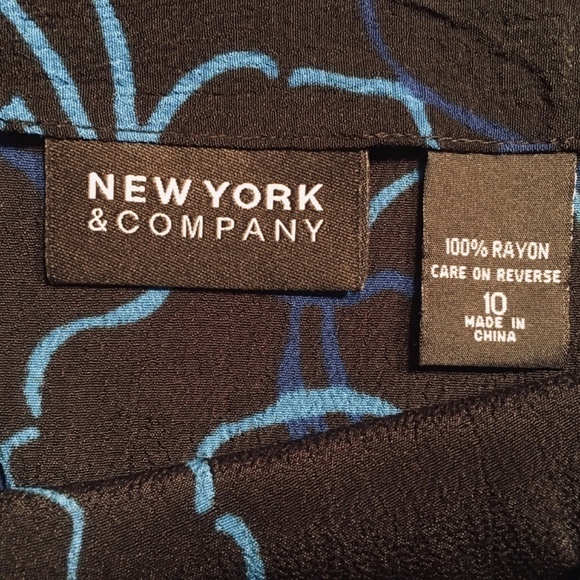 NEW YORK
& COMPANY
100% RAYON
CARE ON REVERSE
10
MADE IN
CHINA